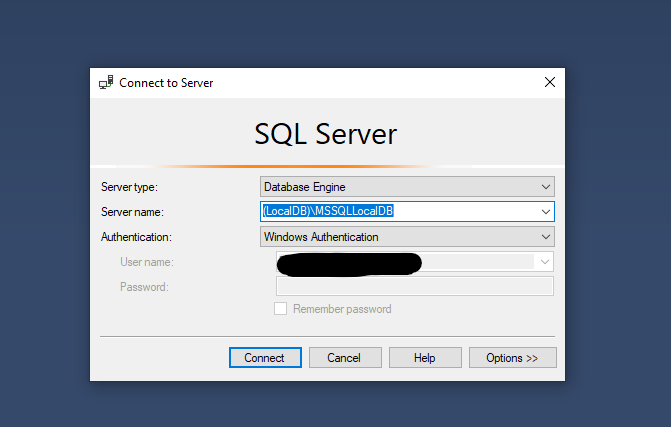 Connect to Server
SQL Server
Server type: Database Engine
Server name: (LocalDB)\MSSQLLocalDB
Authentication: Windows Authentication
User name:
Password:
Remember password
Connect Cancel Help Options >>